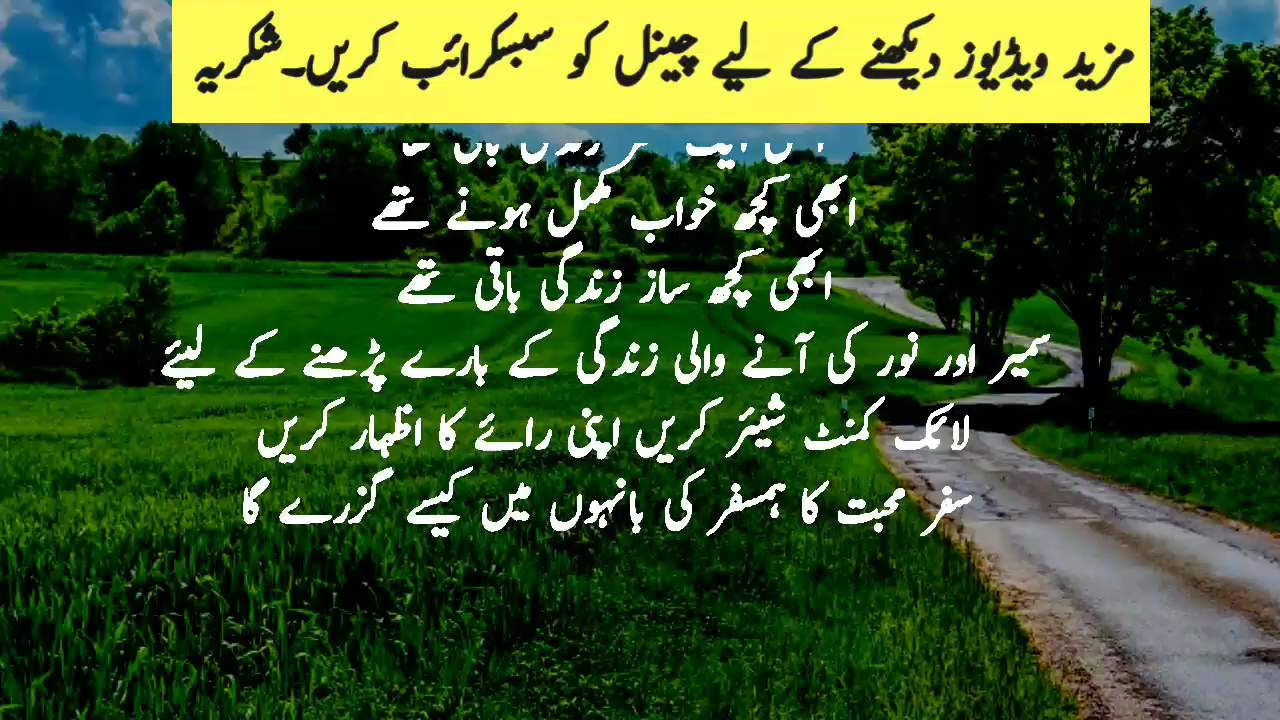 مزید ویڈیوز دیکھنے کے لیے چینل کو سبسکرائب کریں۔شکریہ
ابھی کچھ خواب مکمل ہونے تھے
ابھی کچھ ساز زندگی باقی تھے
سمیر اور نور کی آنے والی زندگی کے بارے پڑھنے کے لیئے
لائک کمنٹ شیئر کریں اپنی رائے کا اظہار کریں
سفر محبت کا ہمسفر کی بانہوں میں کیسے گزرے گا